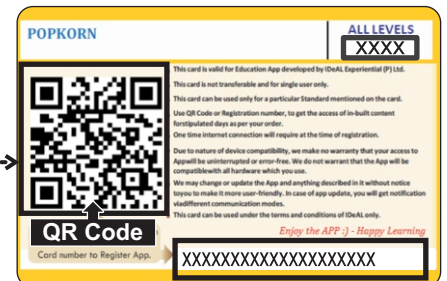 POPKORN
ALL LEVELS
XXXX
This card is valid for Education App developed by IDeAL Experiential (P) Ltd.
This card is not transferable and for single user only.
This card can be used only for a particular Standard mentioned on the card.
Use QR Code or Registration number, to get the access of in-built content
forstipulated days as per your order.
One time internet connection will require at the time of registration.
Due to nature of device compatibility, we make no warranty that your access to
Appwill be uninterrupted or error-free. We do not warrant that the App will be
compatiblewith all hardware which you use.
We may change or update the App and anything described in it without notice
toyou to make it more user-friendly. In case of app update, you will get notification
viadifferent communication modes.
This card can be used under the terms and conditions of IDeAL only.
QR Code
Enjoy the APP :) - Happy Learning
Card number to Register App.
XXXXXXXXXXXXXXXXXXXX